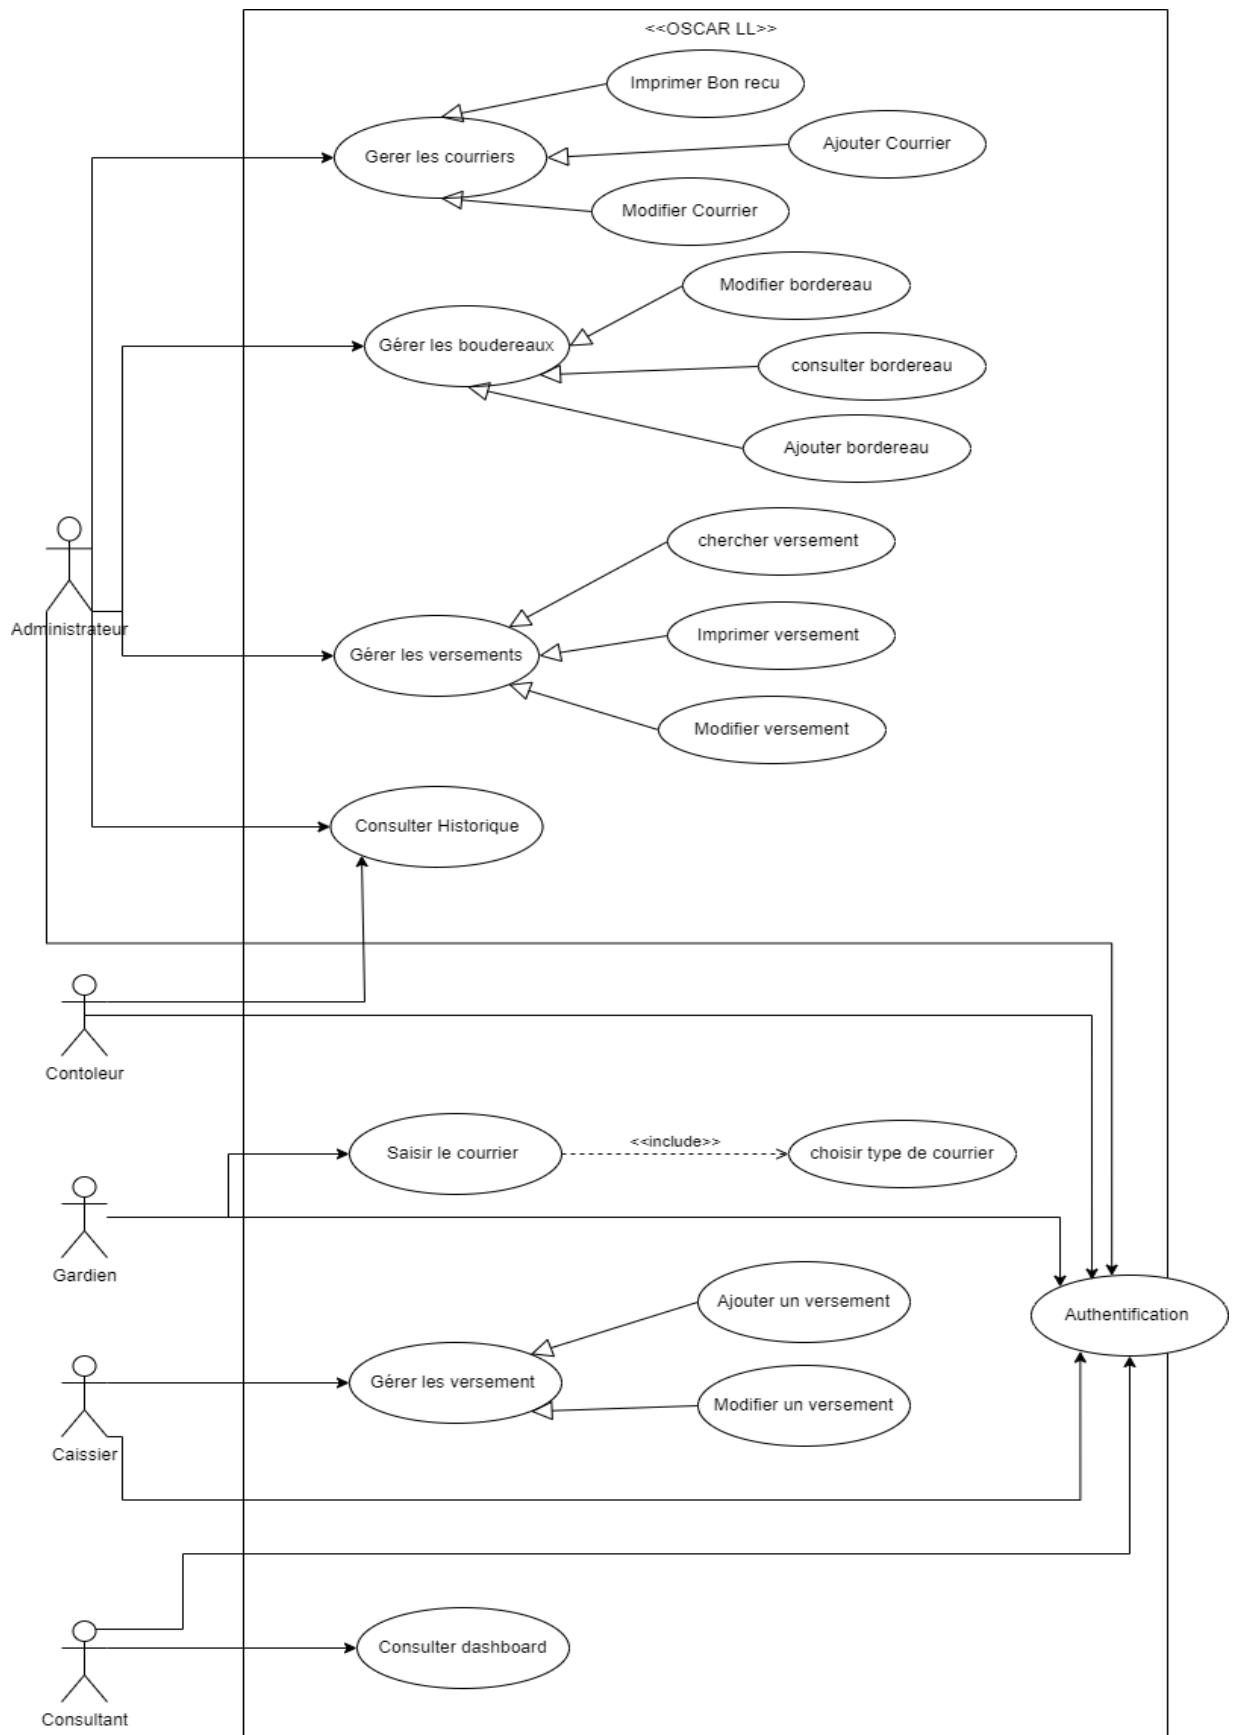 <<OSCAR LL>>
Imprimer Bon recu
Ajouter Courrier
Gerer les courriers
Modifier Courrier
Modifier bordereau
Gérer les boudereaux
consulter bordereau
Ajouter bordereau
chercher versement
Administrateur
Imprimer versement
Gérer les versements
Modifier versement
Consulter Historique
Contoleur
<<include>>
Saisir le courrier
choisir type de courrier
Gardien
Ajouter un versement
Authentification
Gérer les versement
Modifier un versement
Caissier
Consulter dashboard
Consultant